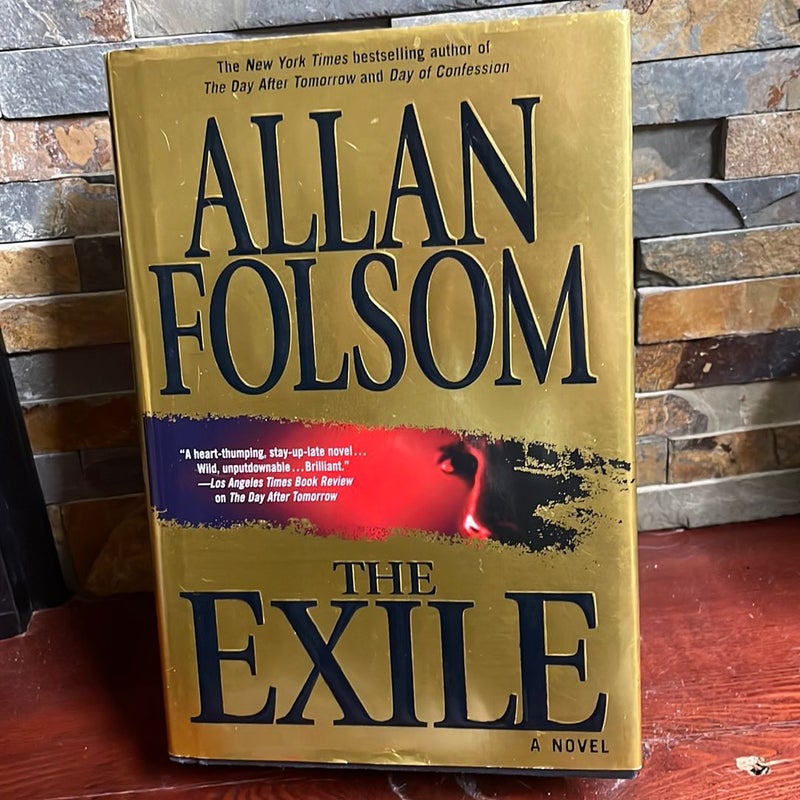 The New York Times bestselling author of
The Day After Tomorrow and Day of Confession
ALLAN
FOLSOM
“A heart-thumping, stay-up-late novel...
Wild, unputdownable...Brilliant.”
—Los Angeles Times Book Review
on The Day After Tomorrow
THE
EXILE
A NOVEL